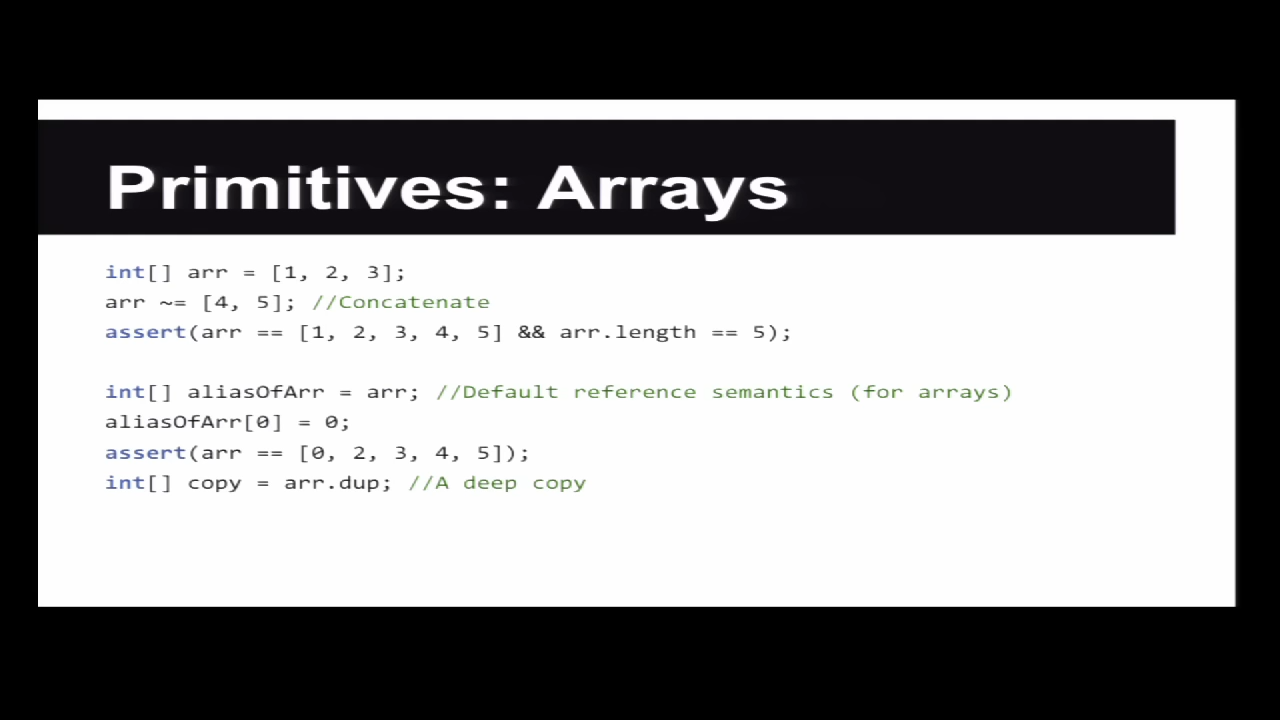 Primitives: Arrays
int[] arr = [1, 2, 3];
arr ~= [4, 5]; //Concatenate
assert(arr == [1, 2, 3, 4, 5] && arr.length == 5);
int[] aliasOfArr = arr; //Default reference semantics (for arrays)
aliasOfArr[0] = 0;
assert(arr == [0, 2, 3, 4, 5]);
int[] copy = arr.dup; //A deep copy